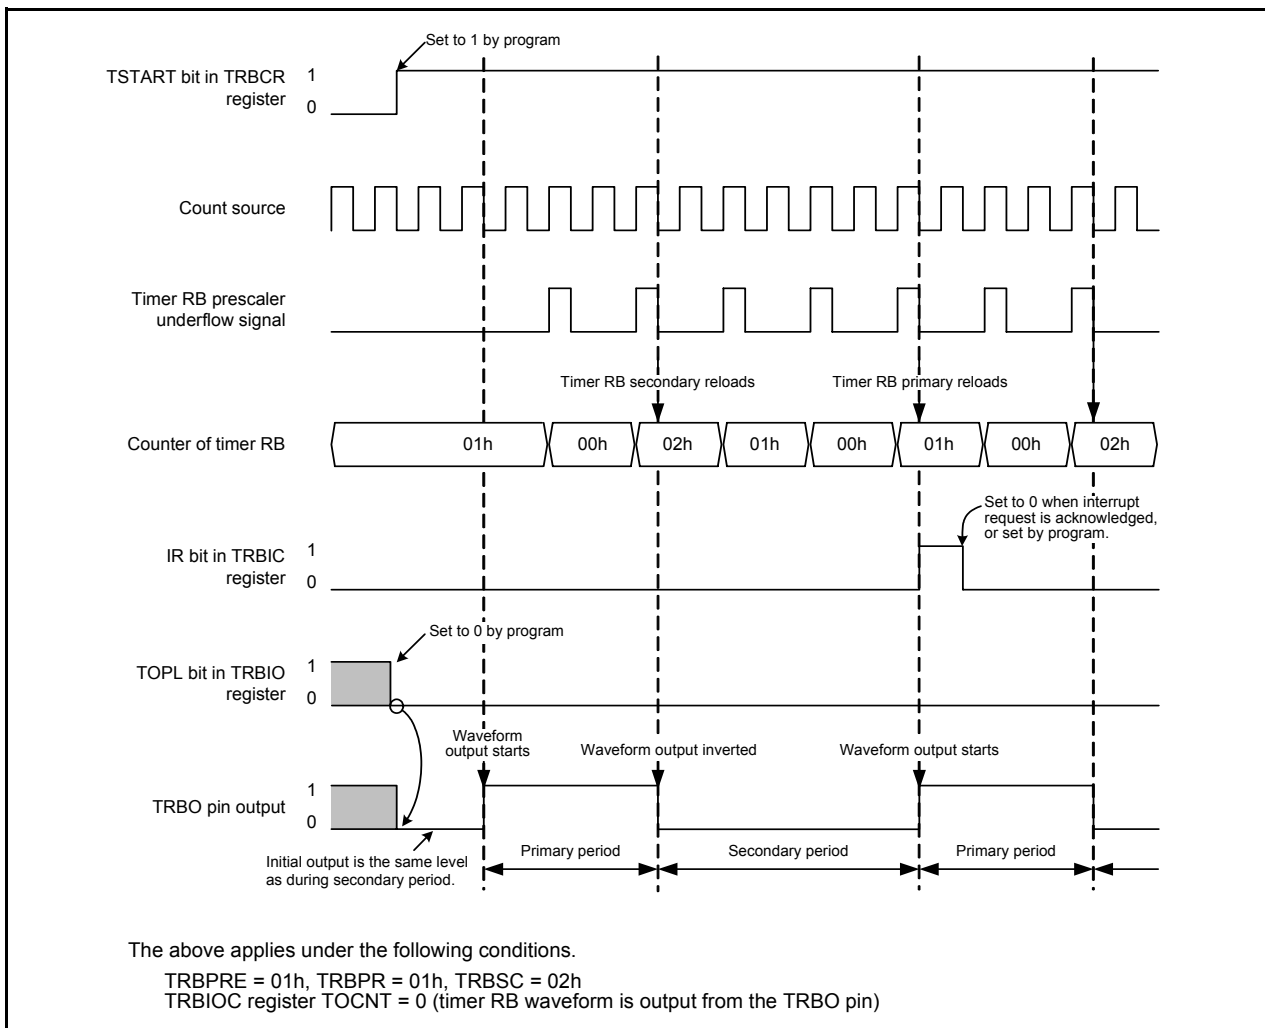 Set to 1 by program
TSTART bit in TRBCR
register
1
0
Count source
Timer RB prescaler
underflow signal
Timer RB secondary reloads
Timer RB primary reloads
Counter of timer RB
01h
00h
02h
01h
00h
01h
00h
02h
Set to 0 when interrupt
request is acknowledged,
or set by program.
IR bit in TRBIC
register
1
0
Set to 0 by program
TOPL bit in TRBIO
register
1
0
Waveform
output starts
Waveform output inverted
Waveform output starts
TRBO pin output
1
0
Initial output is the same level
as during secondary period.
Primary period
Secondary period
Primary period
The above applies under the following conditions.
TRBPRE = 01h, TRBPR = 01h, TRBSC = 02h
TRBIOC register TOCNT = 0 (timer RB waveform is output from the TRBO pin)